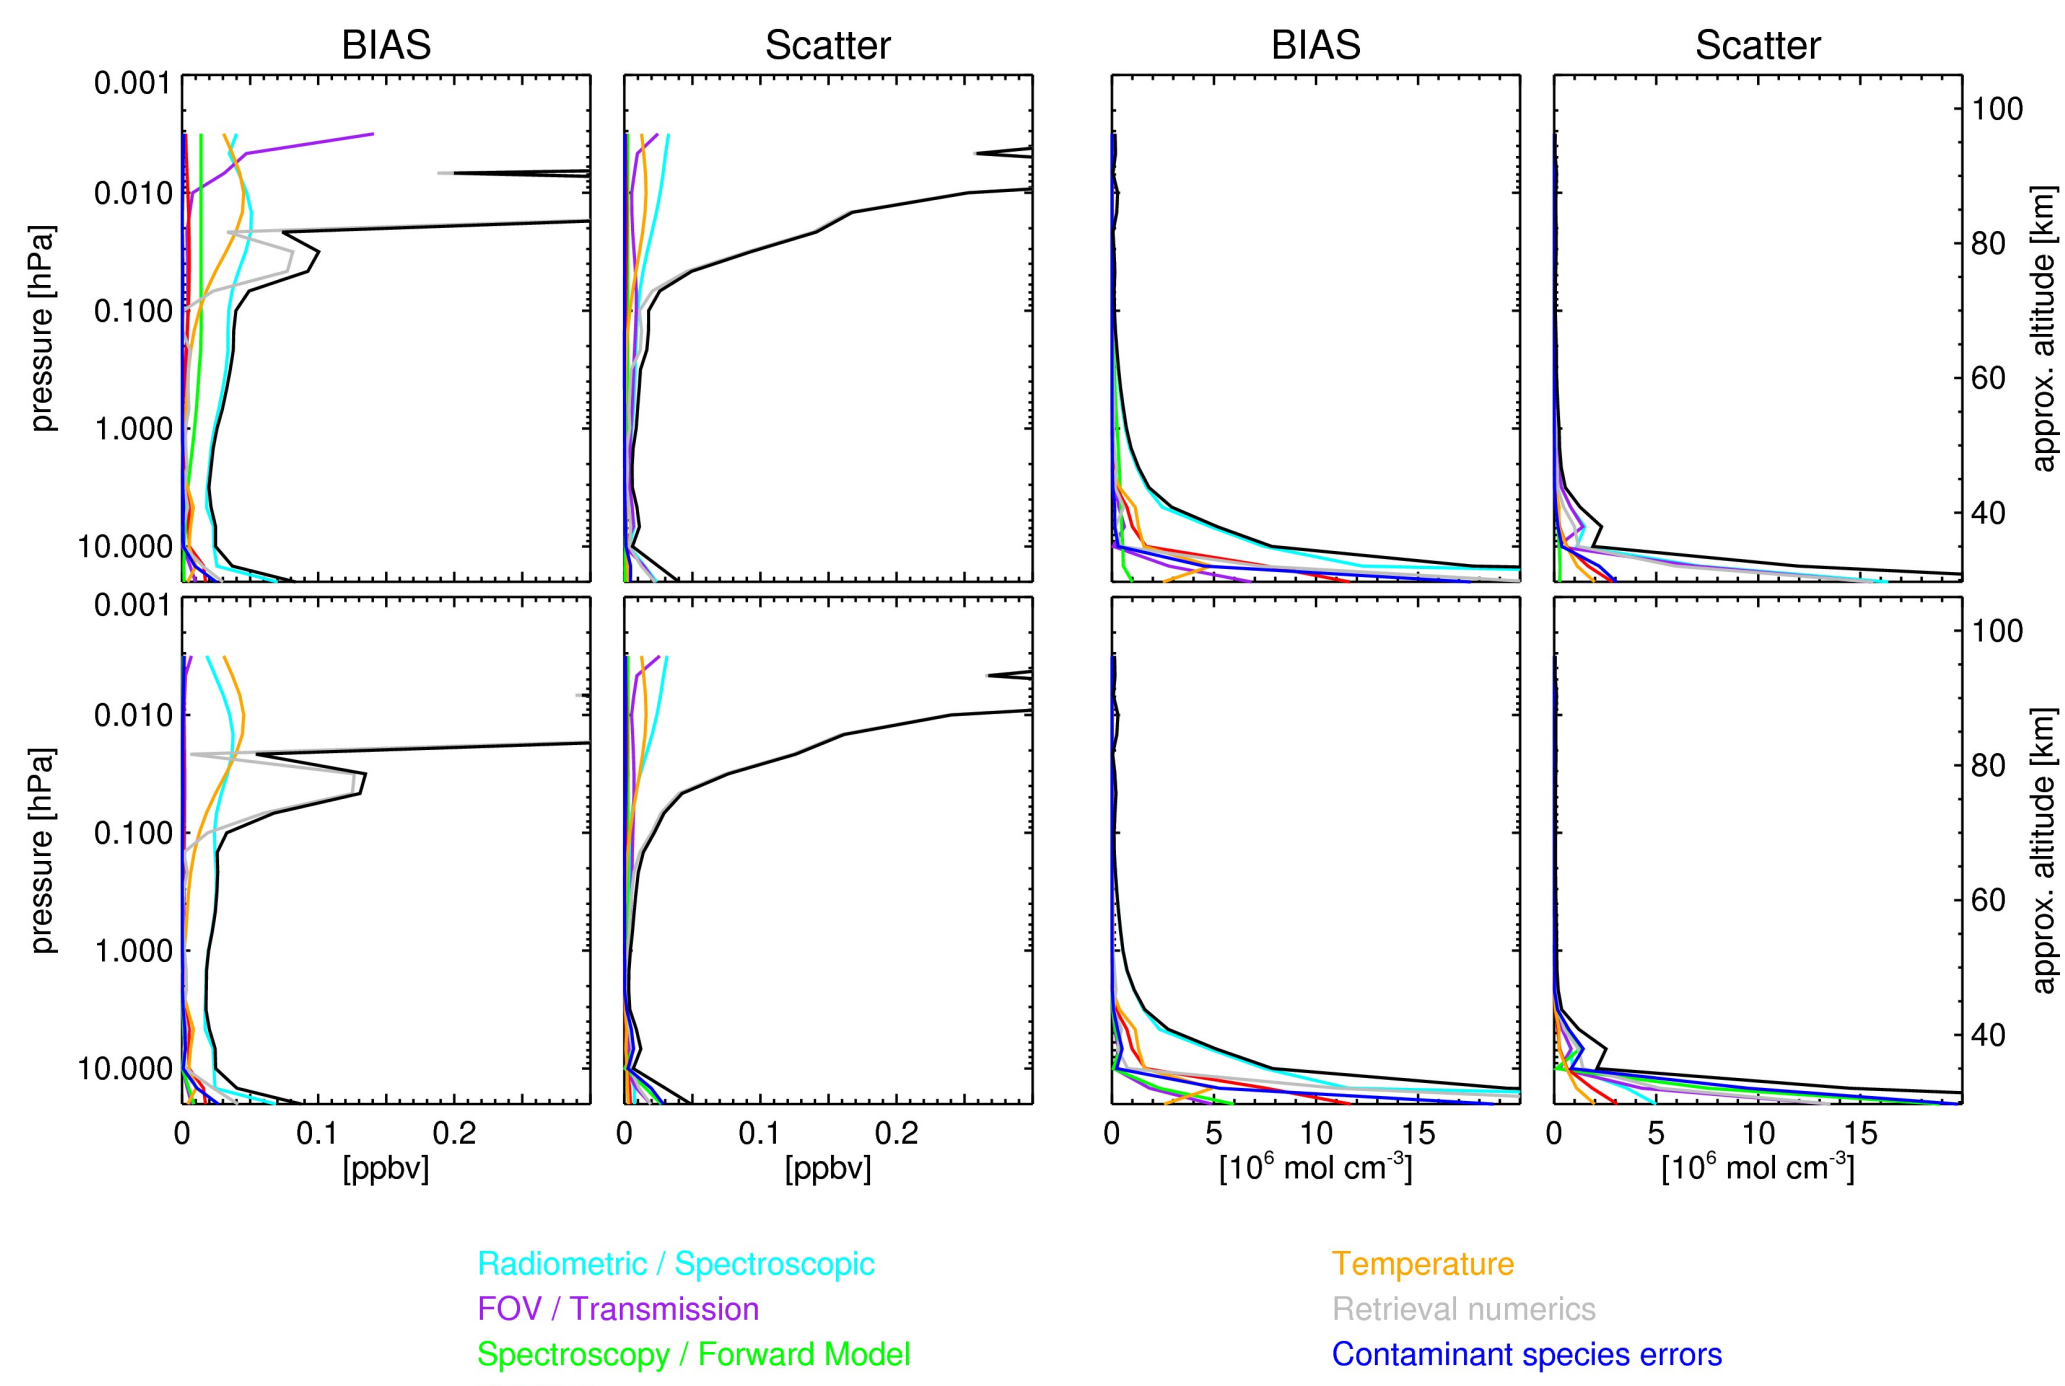 BIAS Scatter BIAS Scatter
0.001
0.010
0.100
1.000
10.000
pressure [hPa]
100
80
60
40
approx. altitude [km]
0.001
0.010
0.100
1.000
10.000
pressure [hPa]
100
80
60
40
approx. altitude [km]
0 0.1 0.2 0 0.1 0.2 0 5 10 15 0 5 10 15
[ppbv] [ppbv] [10⁶ mol cm⁻³] [10⁶ mol cm⁻³]
Radiometric / Spectroscopic
FOV / Transmission
Spectroscopy / Forward Model
Temperature
Retrieval numerics
Contaminant species errors